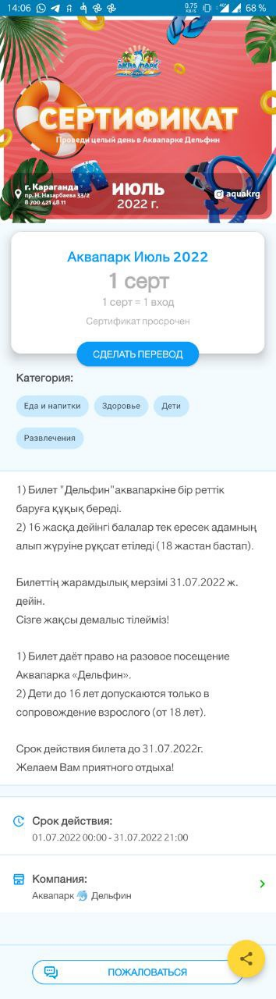 14:06
0,75
КБ/с
68 %
АКВА ПАРК
СЕРТИФИКАТ
Проведи целый день в Аквапарке Дельфин
г. Караганда
пр. Н. Назарбаева 53/2
8 700 421 48 11
ИЮЛЬ
2022 г.
aquakrg
Аквапарк Июль 2022
1 серт
1 серт = 1 вход
Сертификат просрочен
СДЕЛАТЬ ПЕРЕВОД
Категория:
Еда и напитки
Здоровье
Дети
Развлечения
1) Билет "Дельфин"аквапаркіне бір реттік
баруға құқық береді.
2) 16 жасқа дейінгі балалар тек ересек адамның
алып жүруіне рұқсат етіледі (18 жастан бастап).
Билеттің жарамдылық мерзімі 31.07.2022 ж.
дейін.
Сізге жақсы демалыс тілейміз!
1) Билет даёт право на разовое посещение
Аквапарка «Дельфин».
2) Дети до 16 лет допускаются только в
сопровождение взрослого (от 18 лет).
Срок действия билета до 31.07.2022г.
Желаем Вам приятного отдыха!
Срок действия:
01.07.2022 00:00 - 31.07.2022 21:00
Компания:
Аквапарк 🐬 Дельфин
ПОЖАЛОВАТЬСЯ